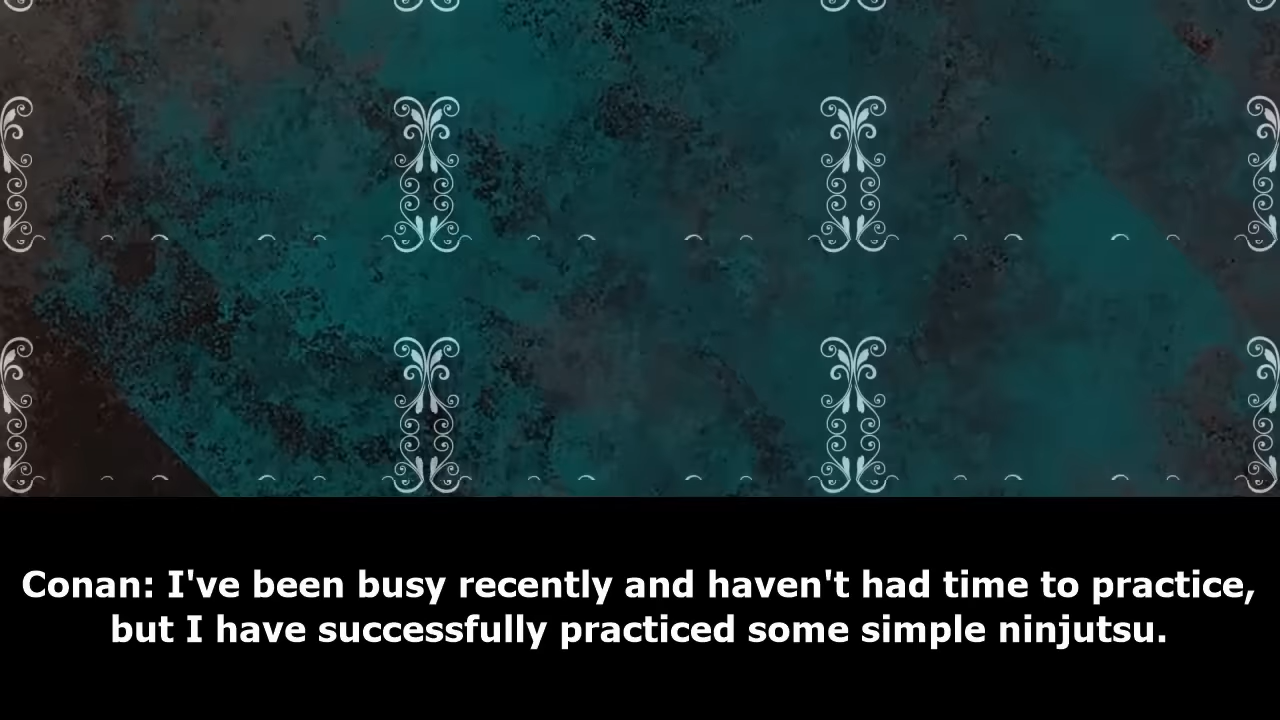 Conan: I've been busy recently and haven't had time to practice,
but I have successfully practiced some simple ninjutsu.